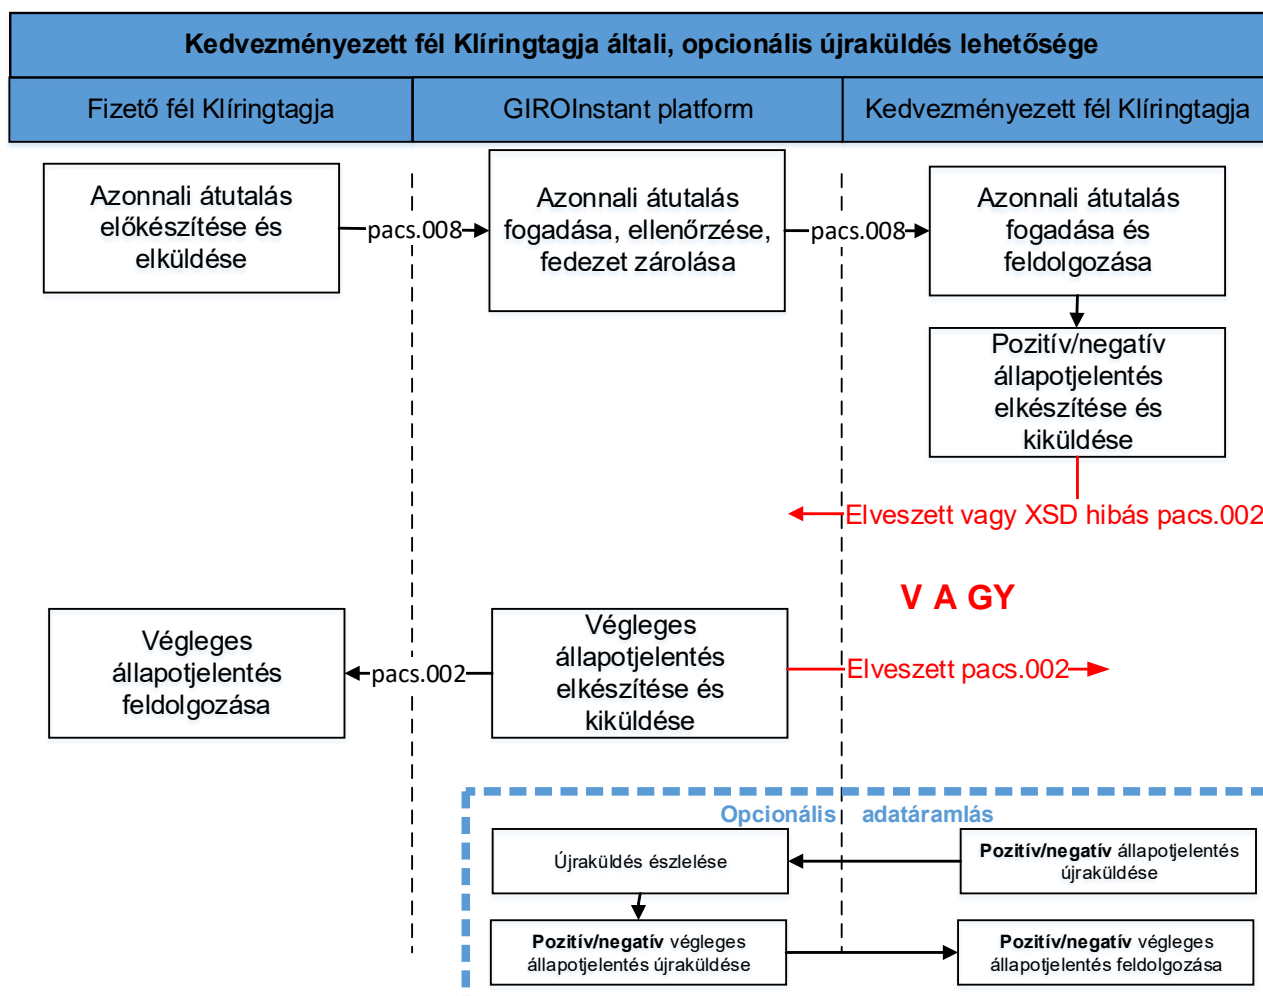 Kedvezményezett fél Klíringtagja általi, opcionális újraküldés lehetősége
Fizető fél Klíringtagja
GIROInstant platform
Kedvezményezett fél Klíringtagja
Azonnali átutalás
előkészítése és
elküldése
pacs.008
Azonnali átutalás
fogadása, ellenőrzése,
fedezet zárolása
pacs.008
Azonnali átutalás
fogadása és
feldolgozása
Pozitív/negatív
állapotjelentés
elkészítése és
kiküldése
Elveszett vagy XSD hibás pacs.002
V A GY
Végleges
állapotjelentés
feldolgozása
pacs.002
Végleges
állapotjelentés
elkészítése és
kiküldése
Elveszett pacs.002
Opcionális adatáramlás
Újraküldés észlelése
Pozitív/negatív állapotjelentés
újraküldése
Pozitív/negatív végleges
állapotjelentés újraküldése
Pozitív/negatív végleges
állapotjelentés feldolgozása